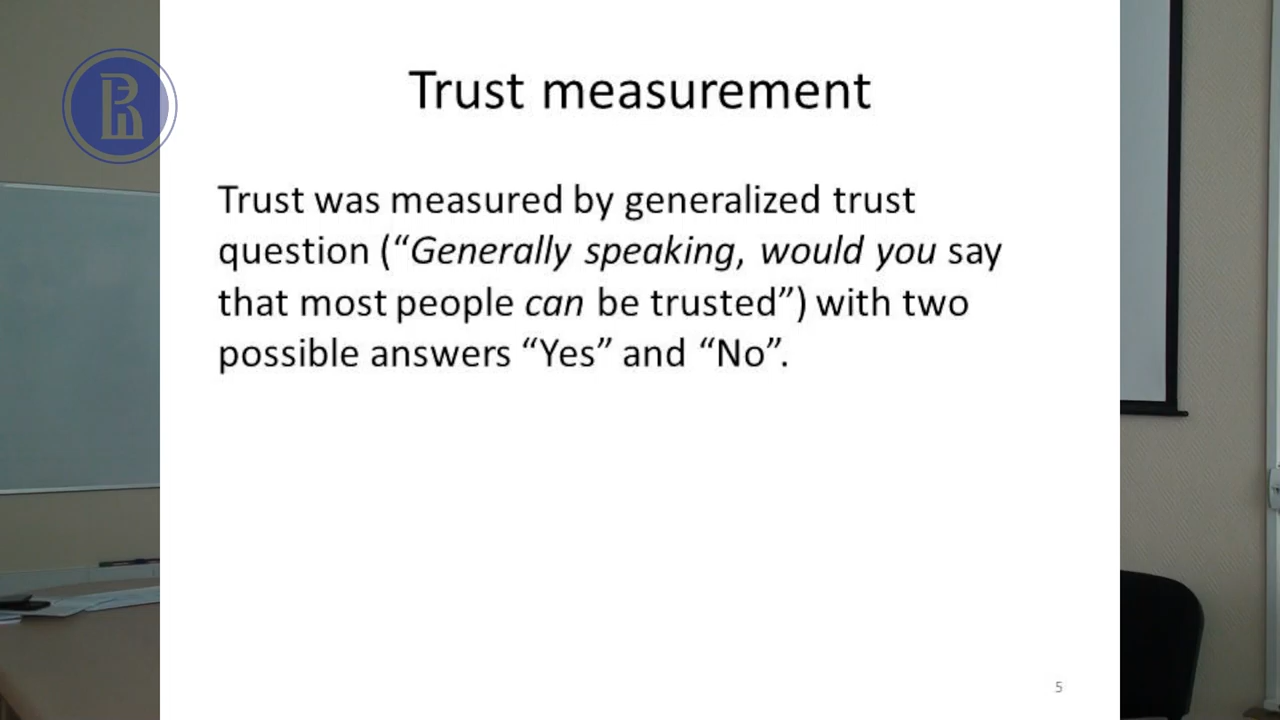 Trust measurement
Trust was measured by generalized trust
question (“Generally speaking, would you say
that most people can be trusted”) with two
possible answers “Yes” and “No”.
5